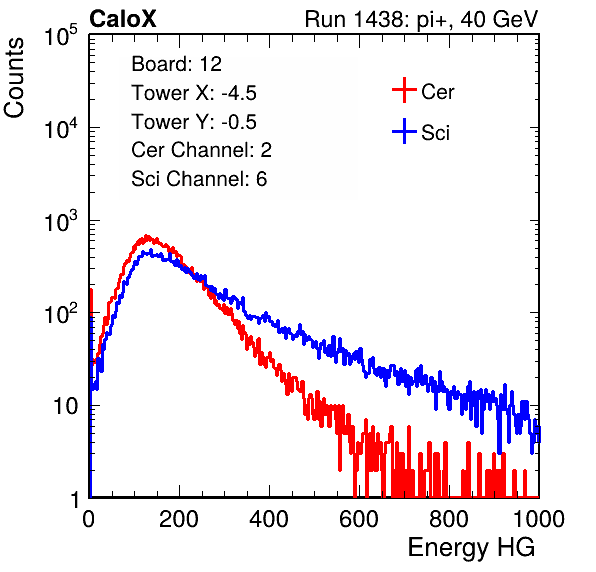 CaloX Run 1438: pi+, 40 GeV
Board: 12
Tower X: -4.5
Tower Y: -0.5
Cer Channel: 2
Sci Channel: 6
Cer
Sci
Counts
10^5
10^4
10^3
10^2
10
1
0 200 400 600 800 1000
Energy HG